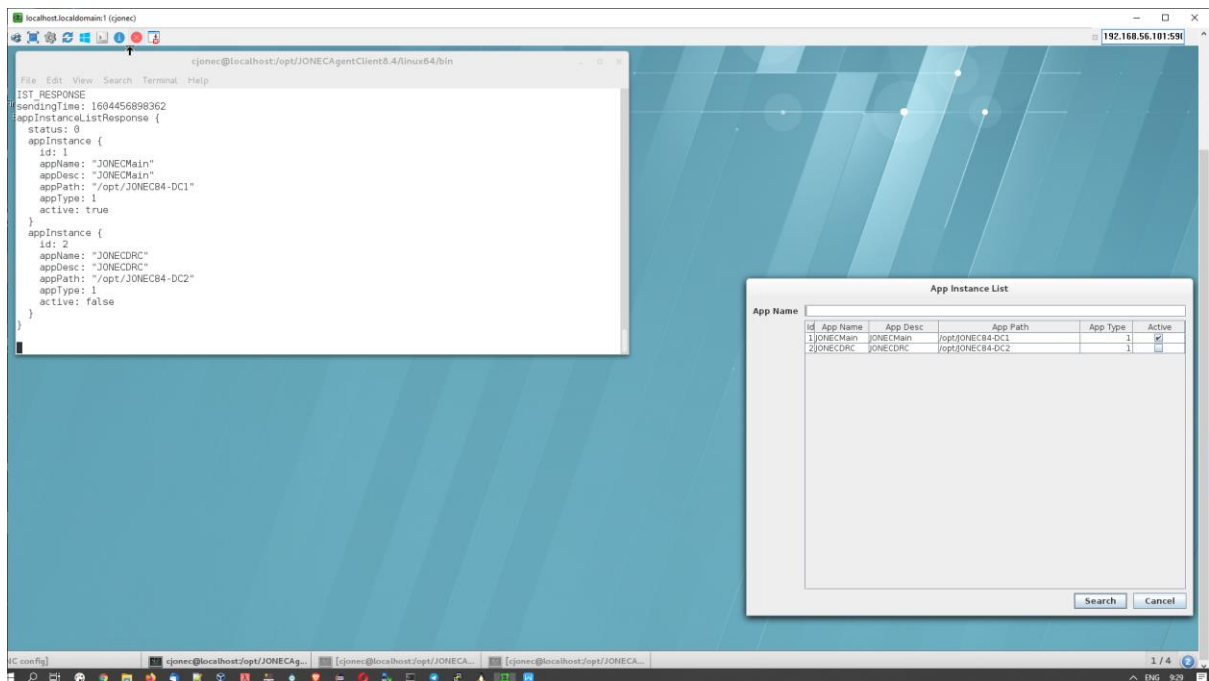 localhost.localdomain:1 (cjonec)
192.168.56.101:590
cjonec@localhost:/opt/JONECAgentClient8.4/linux64/bin
File Edit View Search Terminal Help
IST_RESPONSE
sendingTime: 1604456898362
appInstanceListResponse {
status: 0
appInstance {
id: 1
appName: "JONECMain"
appDesc: "JONECMain"
appPath: "/opt/JONEC84-DC1"
appType: 1
active: true
}
appInstance {
id: 2
appName: "JONECDRC"
appDesc: "JONECDRC"
appPath: "/opt/JONEC84-DC2"
appType: 1
active: false
}
}
App Instance List
App Name
Id App Name App Desc App Path App Type Active
1 JONECMain JONECMain /opt/JONEC84-DC1 1
2 JONECDRC JONECDRC /opt/JONEC84-DC2 1
Search Cancel
NC config] cjonec@localhost:/opt/JONECAg... [cjonec@localhost:/opt/JONECA... [cjonec@localhost:/opt/JONECA... 1 / 4 2
ENG 9:29